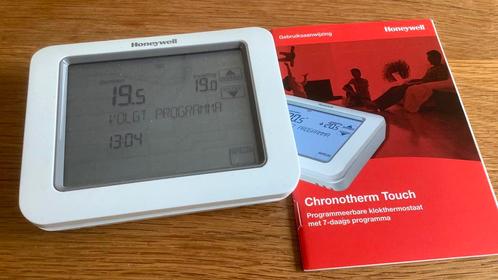 Honeywell
19.5
19.0
VOLGT PROGRAMMA
13:04
Gebruiksaanwijzing
Honeywell
Chronotherm Touch
Programmeerbare klokthermostaat
met 7-daags programma